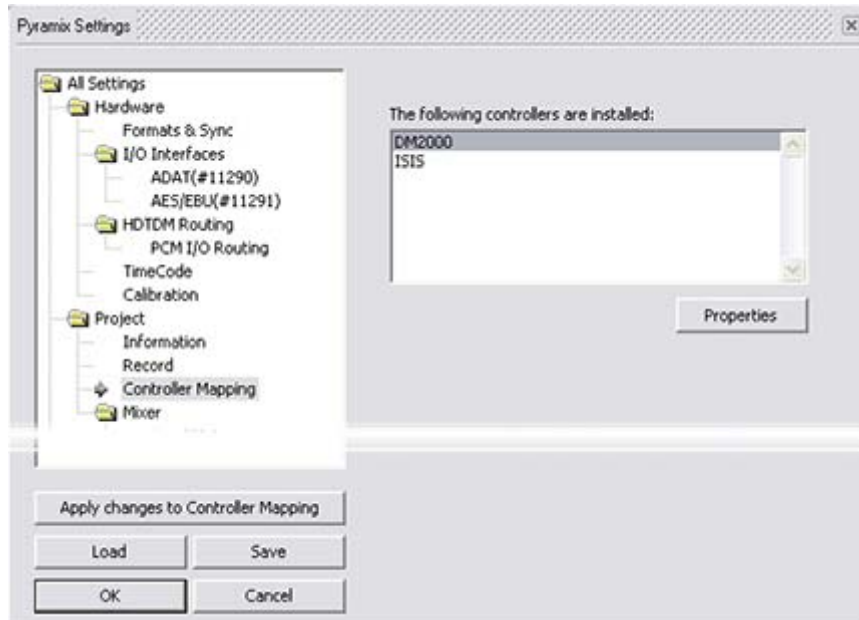 Pyramix Settings
All Settings
Hardware
Formats & Sync
I/O Interfaces
ADAT(#11290)
AES/EBU(#11291)
HDTDM Routing
PCM I/O Routing
TimeCode
Calibration
Project
Information
Record
Controller Mapping
Mixer
The following controllers are installed:
DM2000
ISIS
Properties
Apply changes to Controller Mapping
Load
Save
OK
Cancel